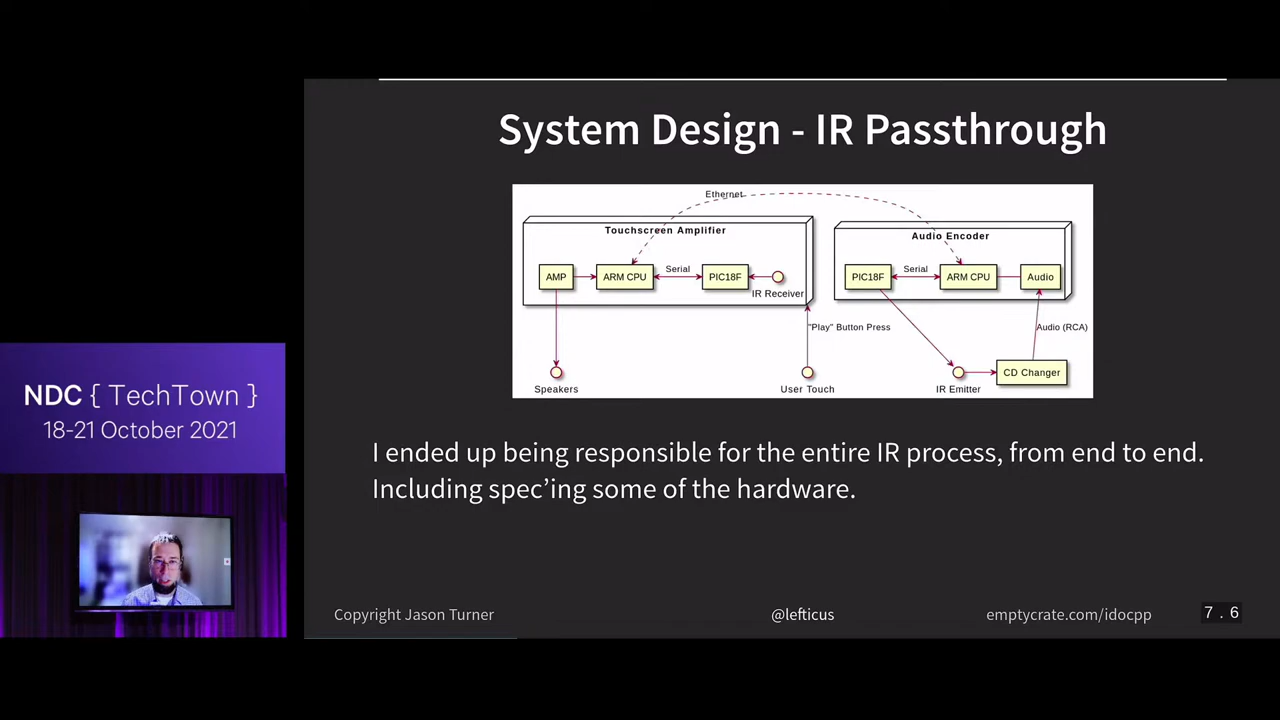 System Design - IR Passthrough
Ethernet
Touchscreen Amplifier
AMP
ARM CPU
Serial
PIC18F
IR Receiver
Audio Encoder
PIC18F
Serial
ARM CPU
Audio
"Play" Button Press
Audio (RCA)
Speakers
User Touch
IR Emitter
CD Changer
I ended up being responsible for the entire IR process, from end to end.
Including spec’ing some of the hardware.
NDC { TechTown }
18-21 October 2021
Copyright Jason Turner
@lefticus
emptycrate.com/idocpp
7 . 6